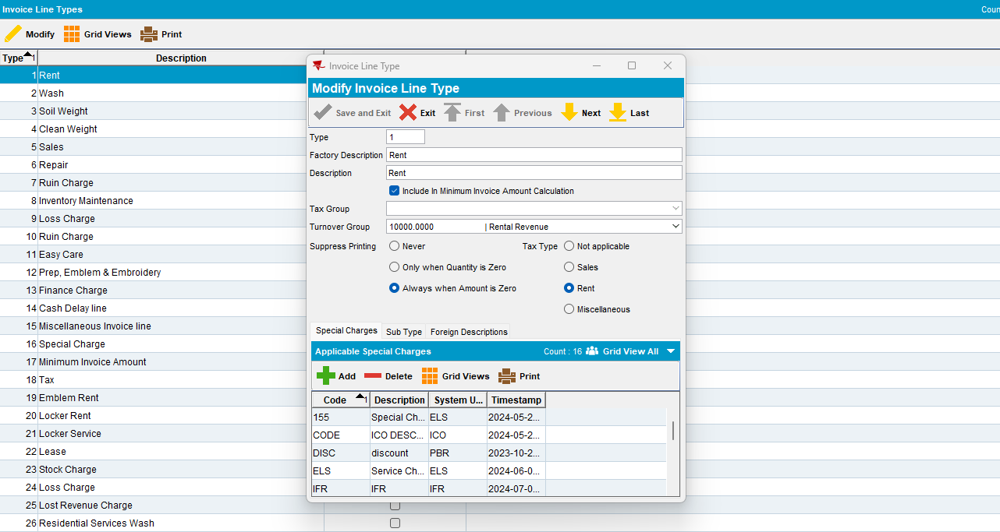 Invoice Line Types Coun
Modify Grid Views Print
Type 1 Description
1 Rent
2 Wash
3 Soil Weight
4 Clean Weight
5 Sales
6 Repair
7 Ruin Charge
8 Inventory Maintenance
9 Loss Charge
10 Ruin Charge
11 Easy Care
12 Prep, Emblem & Embroidery
13 Finance Charge
14 Cash Delay line
15 Miscellaneous Invoice line
16 Special Charge
17 Minimum Invoice Amount
18 Tax
19 Emblem Rent
20 Locker Rent
21 Locker Service
22 Lease
23 Stock Charge
24 Loss Charge
25 Lost Revenue Charge
26 Residential Services Wash
Invoice Line Type
Modify Invoice Line Type
Save and Exit Exit First Previous Next Last
Type 1
Factory Description Rent
Description Rent
Include In Minimum Invoice Amount Calculation
Tax Group
Turnover Group 10000.0000 | Rental Revenue
Suppress Printing Never Tax Type Not applicable
Only when Quantity is Zero Sales
Always when Amount is Zero Rent
Miscellaneous
Special Charges Sub Type Foreign Descriptions
Applicable Special Charges Count : 16 Grid View All
Add Delete Grid Views Print
Code 1 Description System U... Timestamp
155 Special Ch... ELS 2024-05-2...
CODE ICO DESC... ICO 2024-05-2...
DISC discount PBR 2023-10-2...
ELS Service Ch... ELS 2024-06-0...
IFR IFR IFR 2024-07-0...